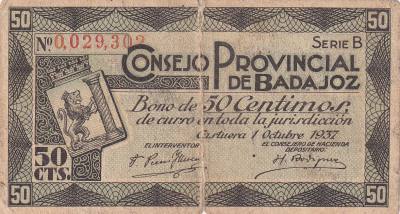 50 50
SERIE B
Nº 0,029,302
CONSEJO PROVINCIAL
DE BADAJOZ
Bono de 50 Centimos,
de curso en toda la jurisdicción
Castuera 1 Octubre 1937
EL INTERVENTOR EL CONSEJERO DE HACIENDA
DEPOSITARIO.
50
CTS.
50 50